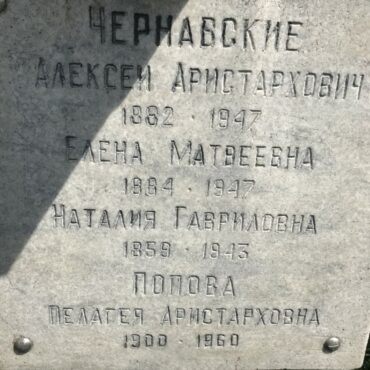 ЧЕРНАВСКИЕ
АЛЕКСЕЙ АРИСТАРХОВИЧ
1882 · 1947
ЕЛЕНА МАТВЕЕВНА
1884 · 1947
НАТАЛИЯ ГАВРИЛОВНА
1859 · 1943
ПОПОВА
ПЕЛАГЕЯ АРИСТАРХОВНА
1900 · 1960